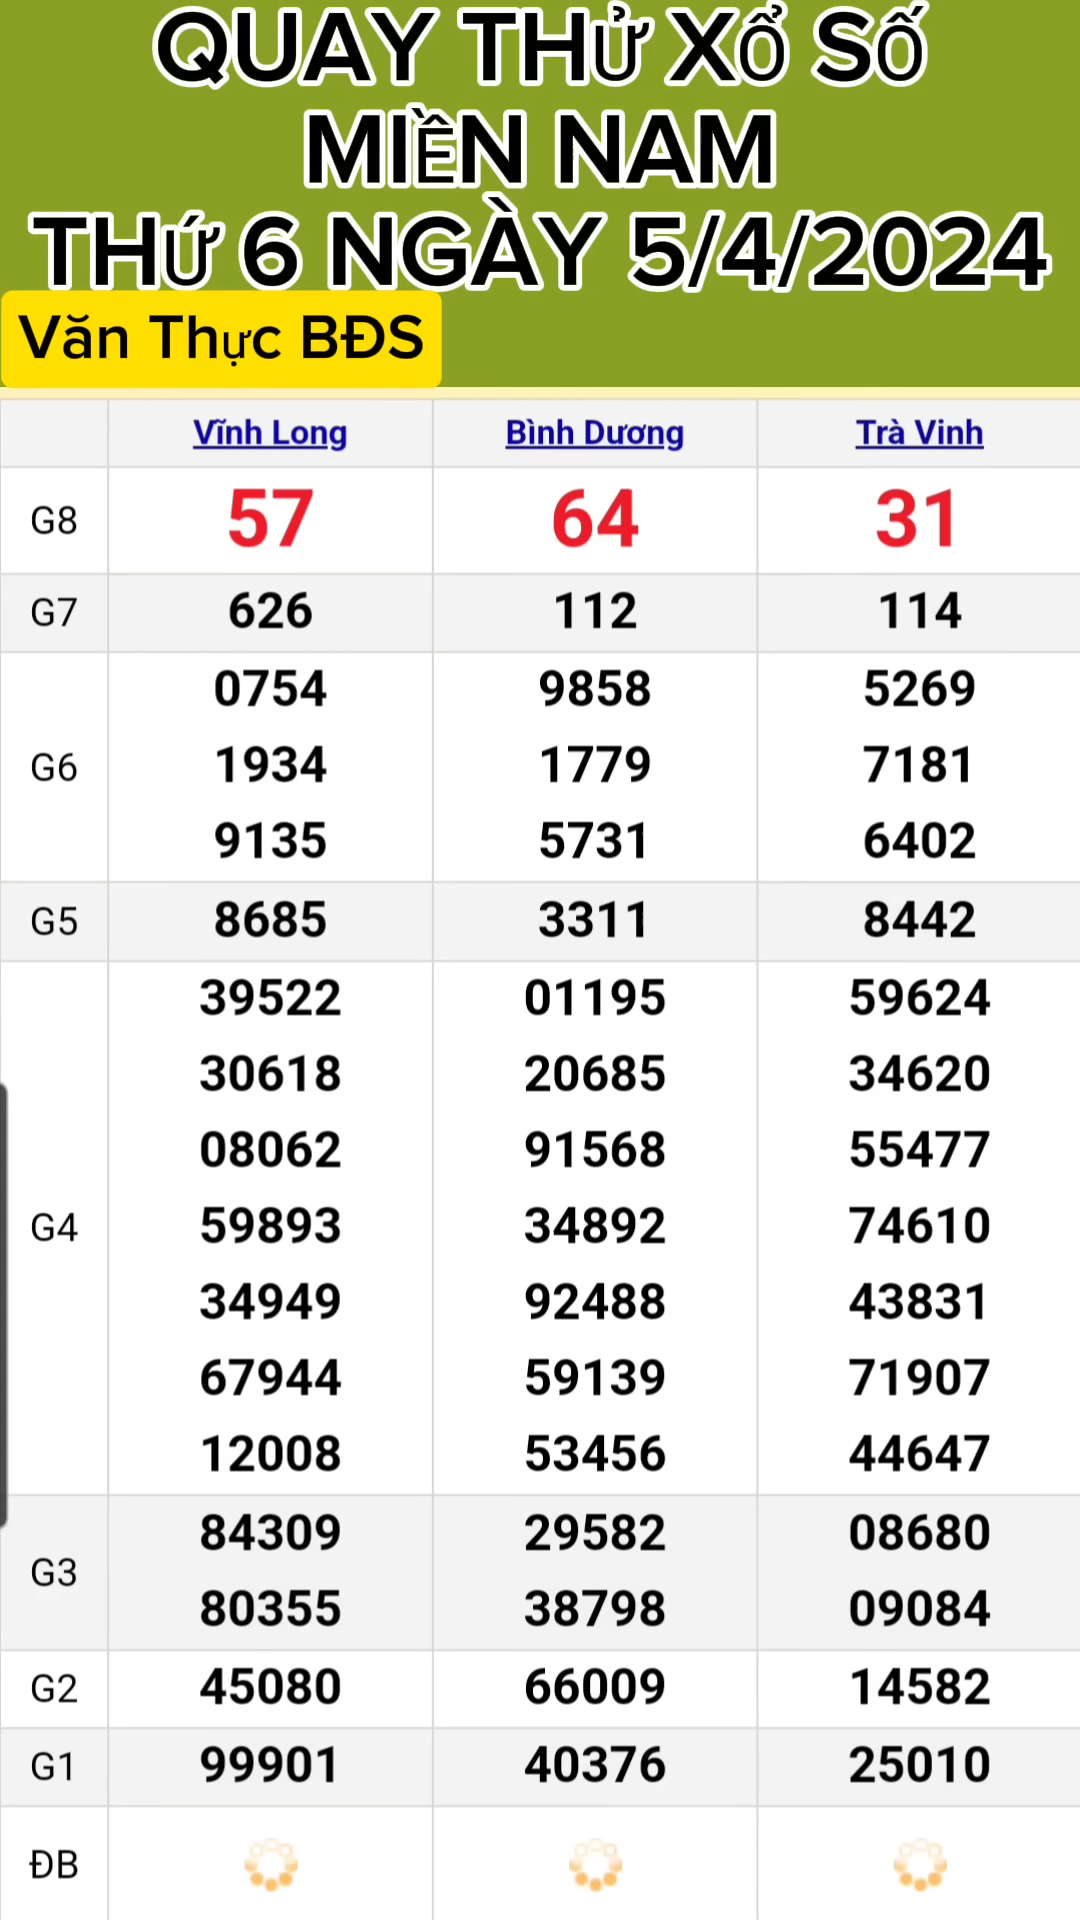 QUAY THỬ XỔ SỐ
MIỀN NAM
THỨ 6 NGÀY 5/4/2024
Văn Thực BĐS
Vĩnh Long Bình Dương Trà Vinh
G8 57 64 31
G7 626 112 114
0754 9858 5269
G6 1934 1779 7181
9135 5731 6402
G5 8685 3311 8442
39522 01195 59624
30618 20685 34620
08062 91568 55477
G4 59893 34892 74610
34949 92488 43831
67944 59139 71907
12008 53456 44647
84309 29582 08680
G3
80355 38798 09084
G2 45080 66009 14582
G1 99901 40376 25010
ĐB